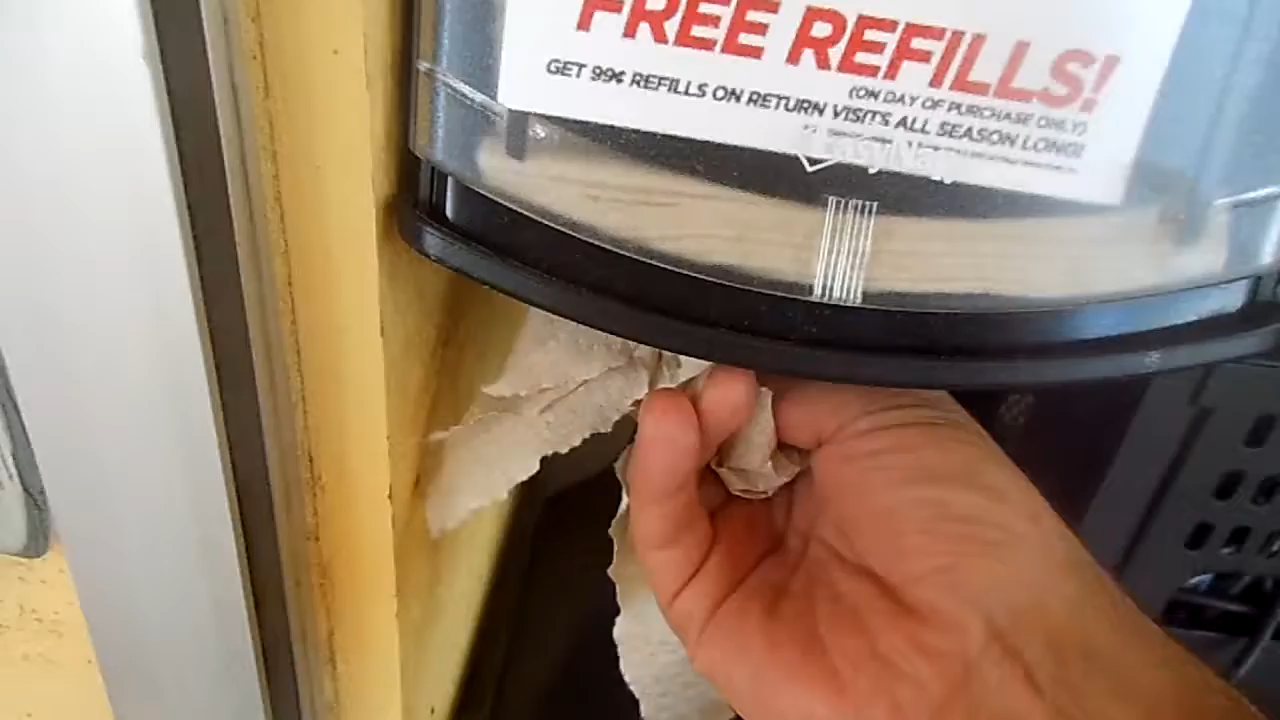 FREE REFILLS!
(ON DAY OF PURCHASE ONLY)
GET 99¢ REFILLS ON RETURN VISITS ALL SEASON LONG!